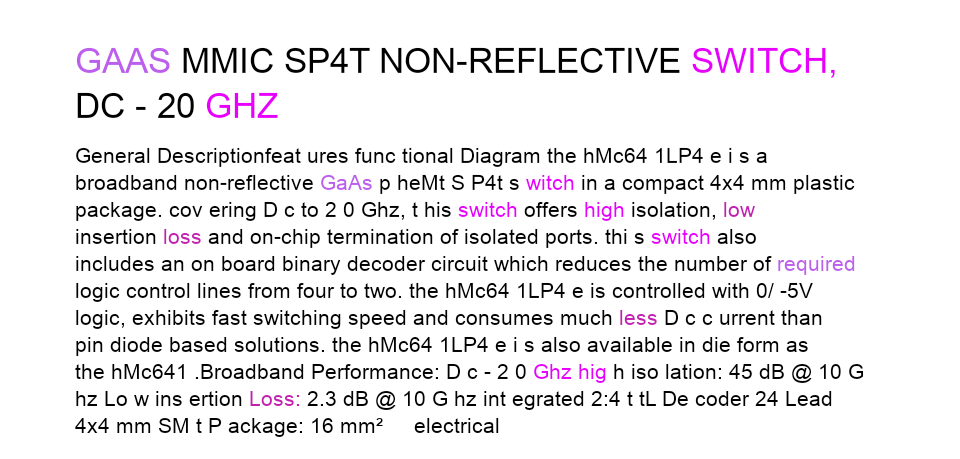 GAAS MMIC SP4T NON-REFLECTIVE SWITCH,
DC - 20 GHZ
General Descriptionfeat ures func tional Diagram the hMc64 1LP4 e i s a
broadband non-reflective GaAs p heMt S P4t s witch in a compact 4x4 mm plastic
package. cov ering D c to 2 0 Ghz, t his switch offers high isolation, low
insertion loss and on-chip termination of isolated ports. thi s switch also
includes an on board binary decoder circuit which reduces the number of required
logic control lines from four to two. the hMc64 1LP4 e is controlled with 0/ -5V
logic, exhibits fast switching speed and consumes much less D c c urrent than
pin diode based solutions. the hMc64 1LP4 e i s also available in die form as
the hMc641 .Broadband Performance: D c - 2 0 Ghz hig h iso lation: 45 dB @ 10 G
hz Lo w ins ertion Loss: 2.3 dB @ 10 G hz int egrated 2:4 t tL De coder 24 Lead
4x4 mm SM t P ackage: 16 mm² electrical